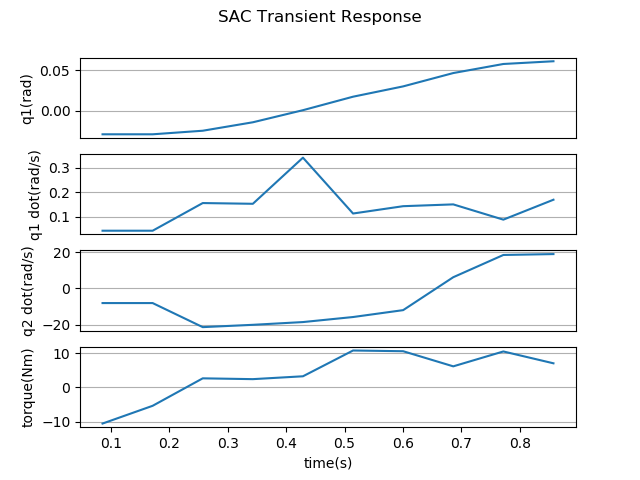 SAC Transient Response
q1(rad)
0.05
0.00
q1 dot(rad/s)
0.3
0.2
0.1
q2 dot(rad/s)
20
0
−20
torque(Nm)
10
0
−10
0.1 0.2 0.3 0.4 0.5 0.6 0.7 0.8
time(s)